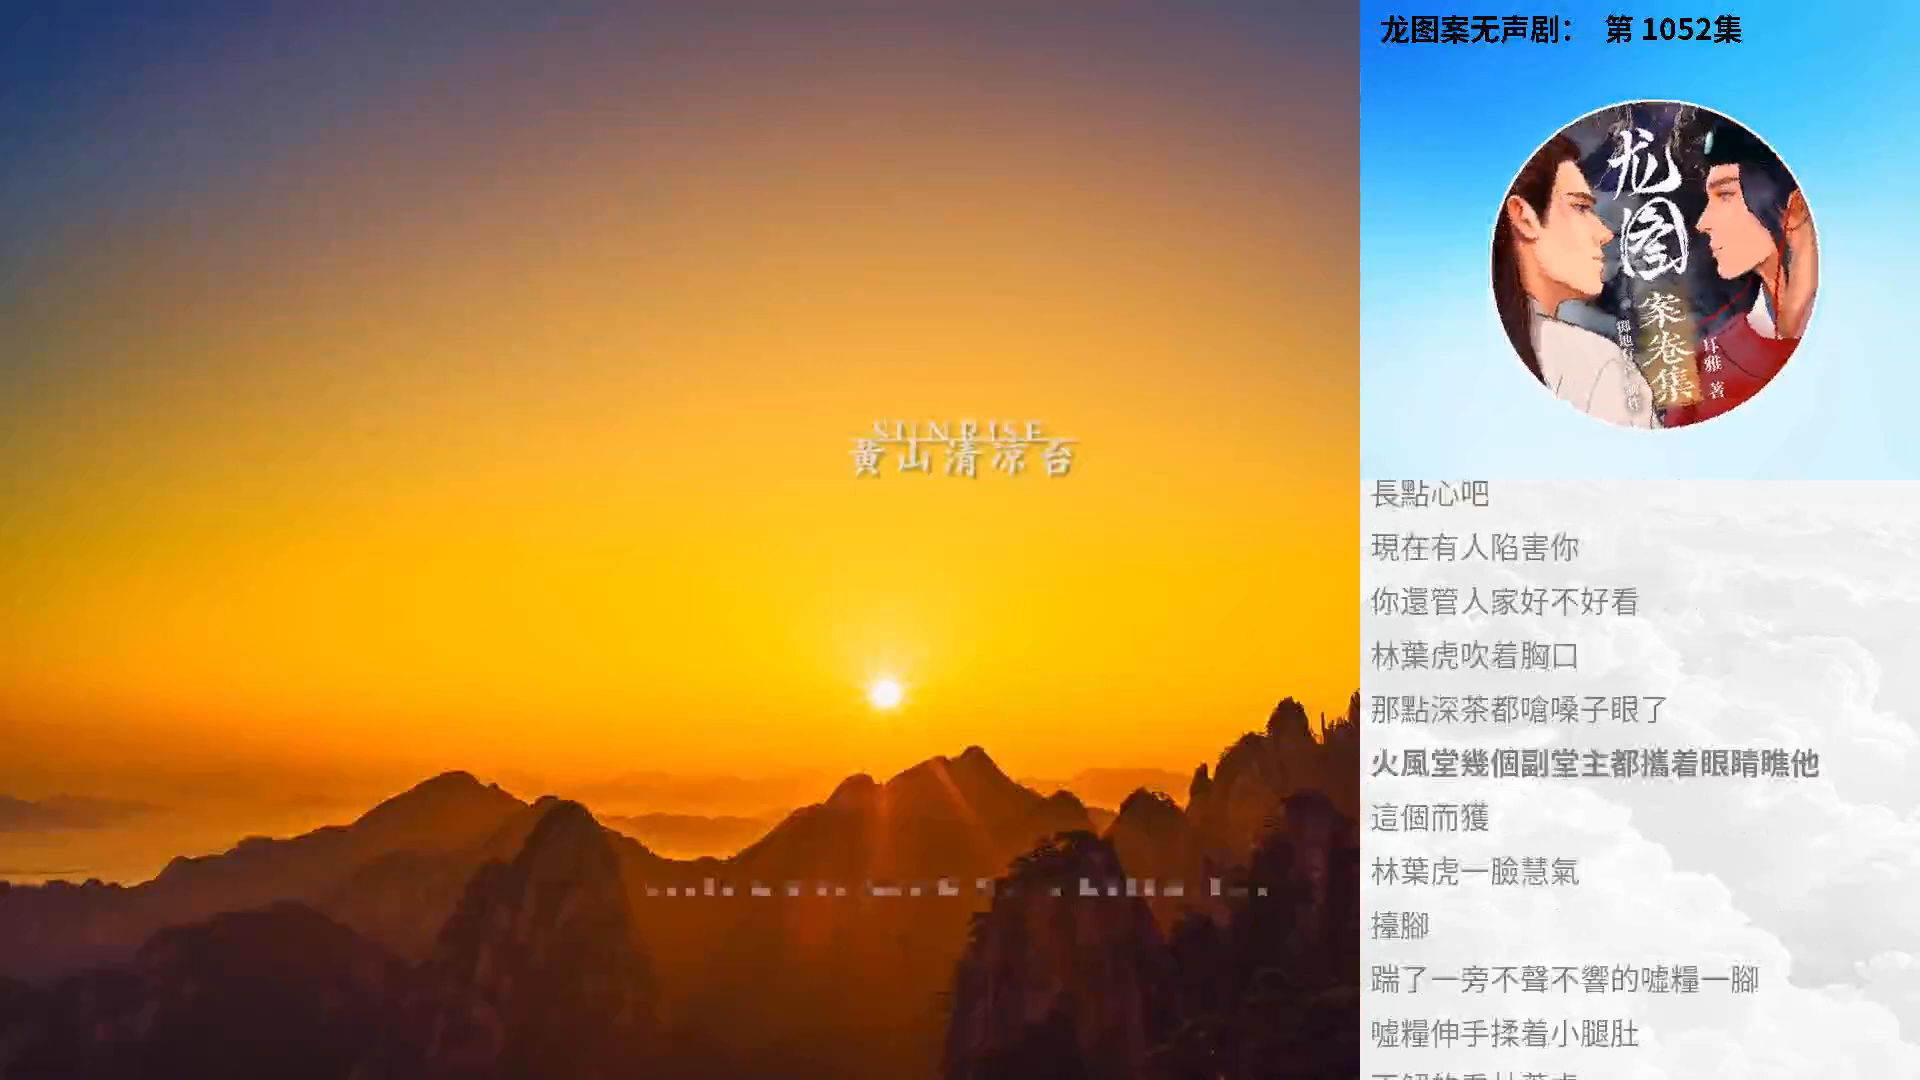 SUNRISE
黄山清凉台
龙图案无声剧： 第 1052集
龙图
案卷集
耳雅 著
長點心吧
現在有人陷害你
你還管人家好不好看
林葉虎吹着胸口
那點深茶都嗆嗓子眼了
火風堂幾個副堂主都攜着眼睛瞧他
這個而獲
林葉虎一臉慧氣
擡腳
踹了一旁不聲不響的噓糧一腳
噓糧伸手揉着小腿肚